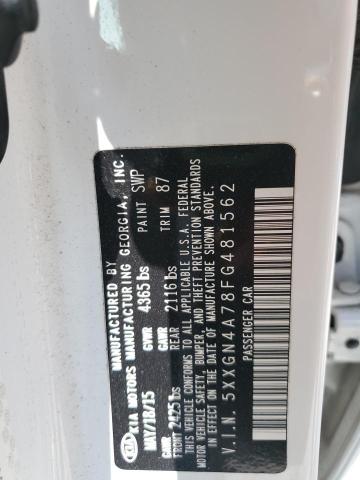 MANUFACTURED BY
KIA KIA MOTORS MANUFACTURING GEORGIA, INC.
MAY/18/15 GVWR 4365 lbs PAINT SWP
GAWR FRONT 2425 lbs GAWR REAR 2116 lbs TRIM 87
THIS VEHICLE CONFORMS TO ALL APPLICABLE U.S.A. FEDERAL
MOTOR VEHICLE SAFETY, BUMPER, AND THEFT PREVENTION STANDARDS
IN EFFECT ON THE DATE OF MANUFACTURE SHOWN ABOVE.
V.I.N. 5XXGN4A78FG481562
PASSENGER CAR